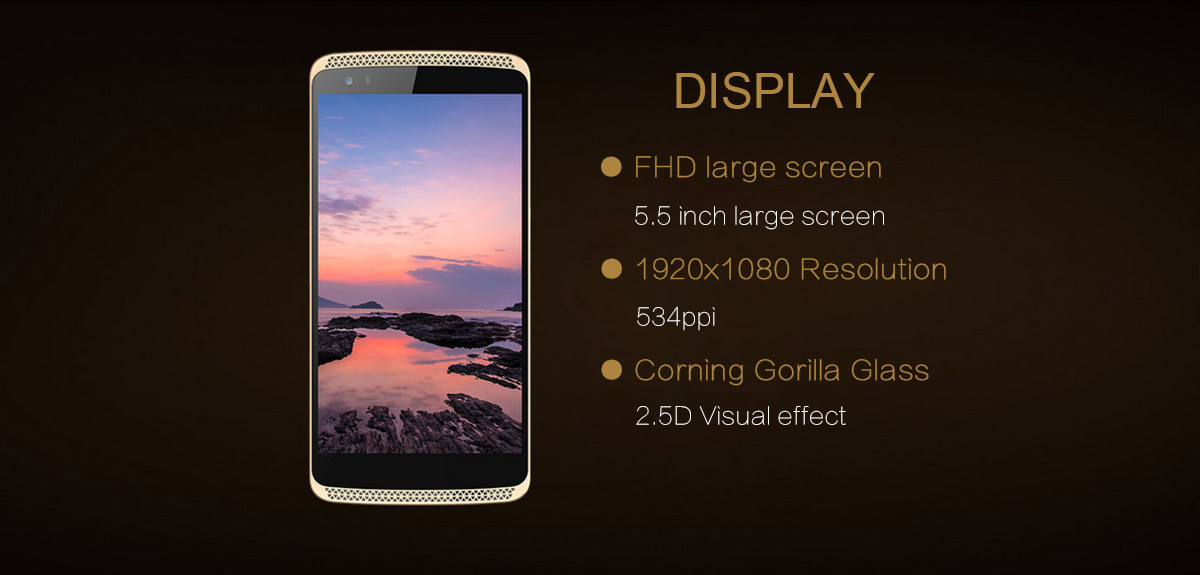 DISPLAY
FHD large screen
5.5 inch large screen
1920x1080 Resolution
534ppi
Corning Gorilla Glass
2.5D Visual effect